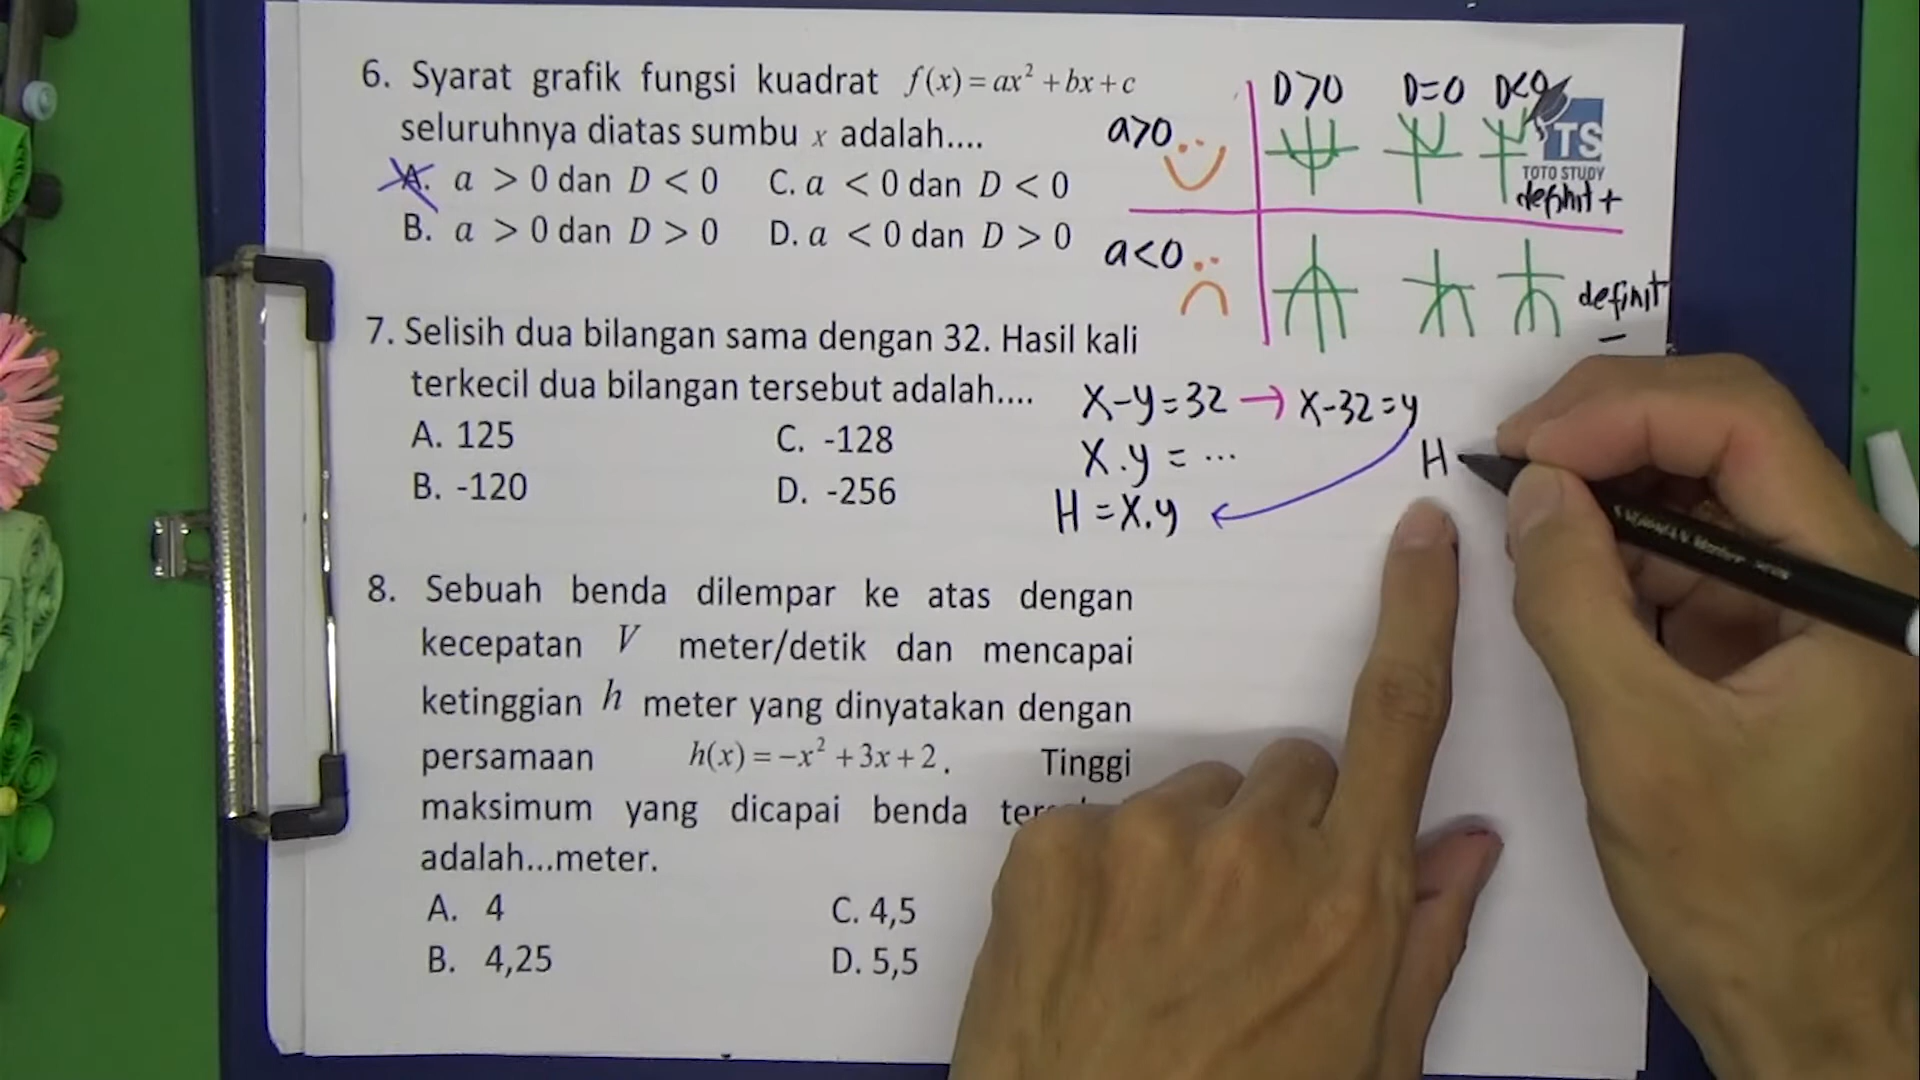 6. Syarat grafik fungsi kuadrat f(x) = ax² + bx + c
seluruhnya diatas sumbu x adalah....
A. a > 0 dan D < 0 C. a < 0 dan D < 0
B. a > 0 dan D > 0 D. a < 0 dan D > 0
D>0 D=0 D<0
a>0
TS
TOTO STUDY
definit +
a<0
definit
-
7. Selisih dua bilangan sama dengan 32. Hasil kali
terkecil dua bilangan tersebut adalah....
A. 125 C. -128
B. -120 D. -256
x-y=32 → x-32=y
x.y = ...
H
H = x.y
8. Sebuah benda dilempar ke atas dengan
kecepatan V meter/detik dan mencapai
ketinggian h meter yang dinyatakan dengan
persamaan h(x) = -x² + 3x + 2. Tinggi
maksimum yang dicapai benda
adalah...meter.
A. 4 C. 4,5
B. 4,25 D. 5,5